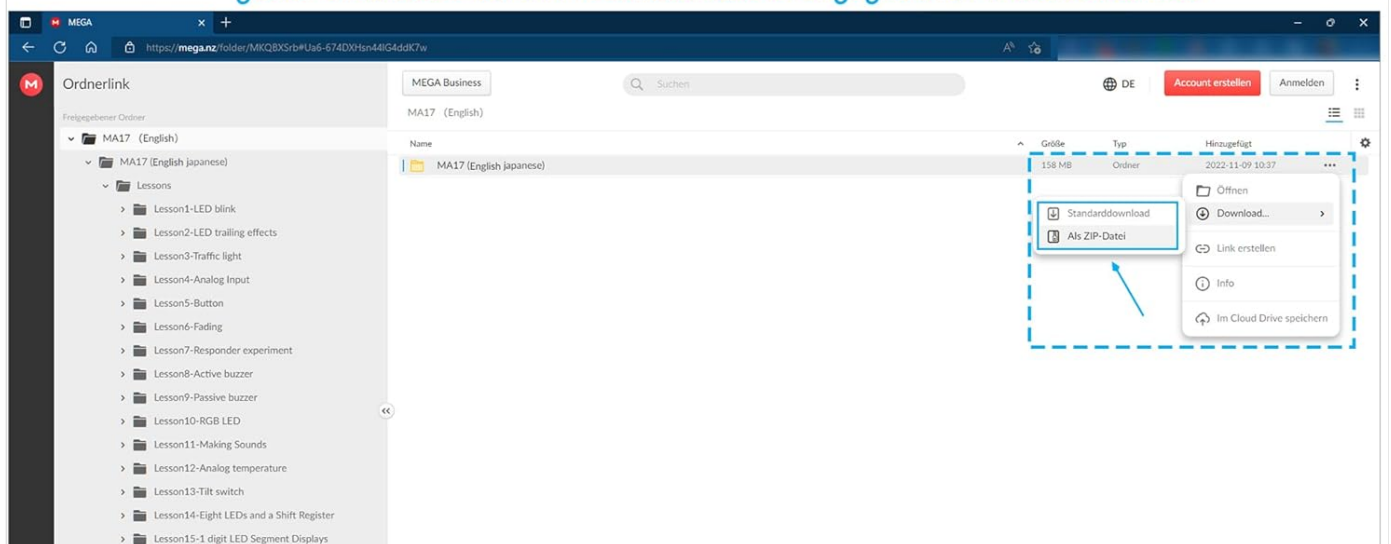 MEGA
https://mega.nz/folder/MKQBXSrb#Ua6-674DXHsn44lG4ddK7w
Ordnerlink
MEGA Business
Suchen
DE
Account erstellen
Anmelden
Freigegebener Ordner
MA17 (English)
MA17 (English)
Name
Größe
Typ
Hinzugefügt
MA17 (English japanese)
MA17 (English japanese)
158 MB
Ordner
2022-11-09 10:37
Lessons
Öffnen
Lesson1-LED blink
Standarddownload
Download...
Lesson2-LED trailing effects
Als ZIP-Datei
Lesson3-Traffic light
Link erstellen
Lesson4-Analog Input
Info
Lesson5-Button
Lesson6-Fading
Im Cloud Drive speichern
Lesson7-Responder experiment
Lesson8-Active buzzer
Lesson9-Passive buzzer
Lesson10-RGB LED
Lesson11-Making Sounds
Lesson12-Analog temperature
Lesson13-Tilt switch
Lesson14-Eight LEDs and a Shift Register
Lesson15-1 digit LED Segment Displays